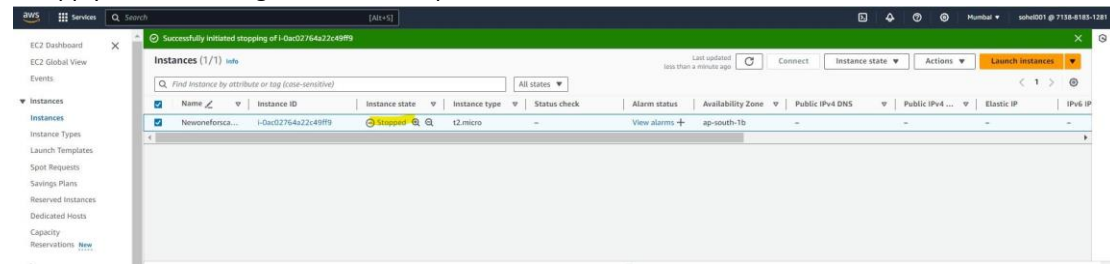 aws Services Search [Alt+S] Mumbai sohel001 @ 7138-8183-1281
Successfully initiated stopping of i-0ac02764a22c49ff9
EC2 Dashboard
EC2 Global View
Events
Instances
Instances
Instance Types
Launch Templates
Spot Requests
Savings Plans
Reserved Instances
Dedicated Hosts
Capacity
Reservations New
Instances (1/1) Info
Last updated
less than a minute ago
Connect Instance state Actions Launch instances
Find Instance by attribute or tag (case-sensitive) All states 1
Name Instance ID Instance state Instance type Status check Alarm status Availability Zone Public IPv4 DNS Public IPv4 ... Elastic IP IPv6 IP
Newoneforsca... i-0ac02764a22c49ff9 Stopped t2.micro – View alarms + ap-south-1b – – – –